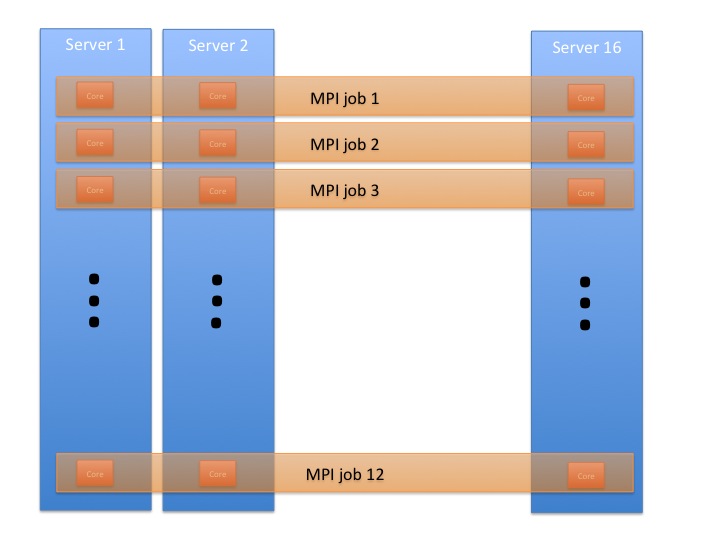 Server 1
Server 2
Server 16
Core
Core
MPI job 1
Core
Core
Core
MPI job 2
Core
Core
Core
MPI job 3
Core
Core
Core
MPI job 12
Core